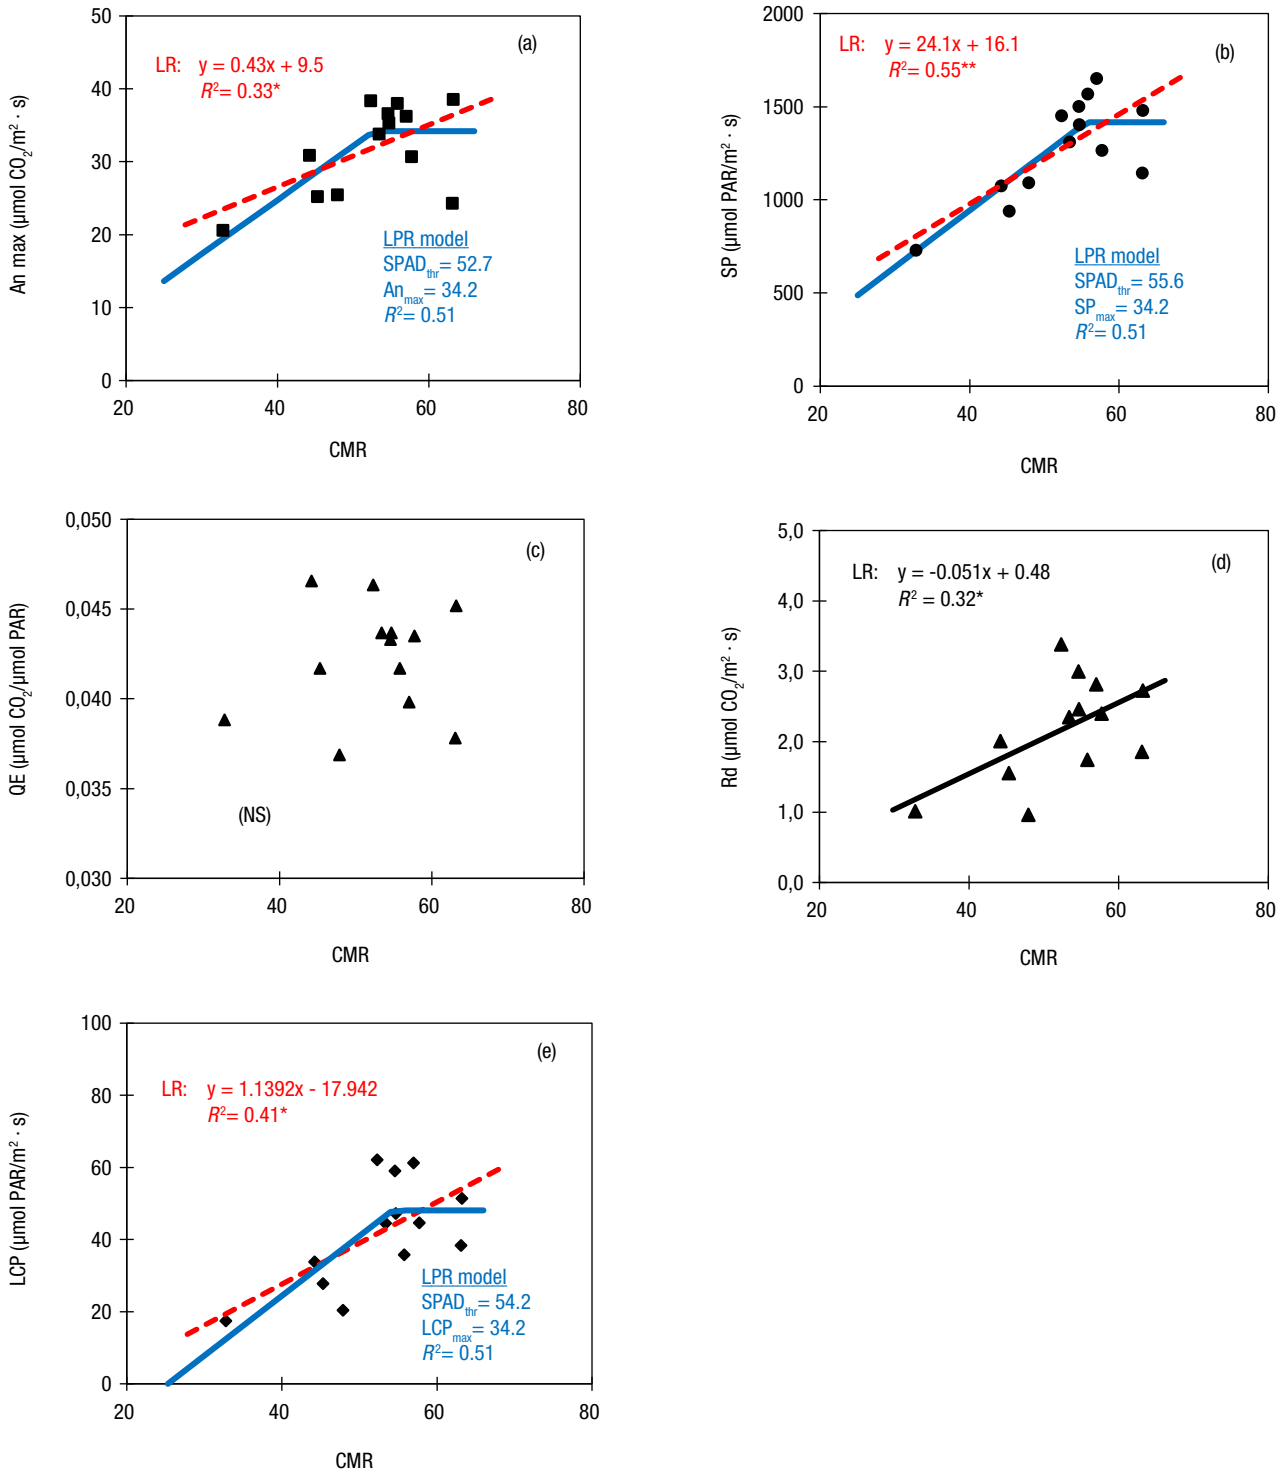 (a)
LR: y = 0.43x + 9.5
R²= 0.33*
LPR model
SPAD_thr= 52.7
An_max= 34.2
R²= 0.51
An max (µmol CO₂/m² · s)
50
40
30
20
10
0
20 40 60 80
CMR
(b)
LR: y = 24.1x + 16.1
R²= 0.55**
LPR model
SPAD_thr= 55.6
SP_max= 34.2
R²= 0.51
SP (µmol PAR/m² · s)
2000
1500
1000
500
0
20 40 60 80
CMR
(c)
(NS)
QE (µmol CO₂/µmol PAR)
0,050
0,045
0,040
0,035
0,030
20 40 60 80
CMR
(d)
LR: y = -0.051x + 0.48
R² = 0.32*
Rd (µmol CO₂/m² · s)
5,0
4,0
3,0
2,0
1,0
0,0
20 40 60 80
CMR
(e)
LR: y = 1.1392x - 17.942
R²= 0.41*
LPR model
SPAD_thr= 54.2
LCP_max= 34.2
R²= 0.51
LCP (µmol PAR/m² · s)
100
80
60
40
20
0
20 40 60 80
CMR